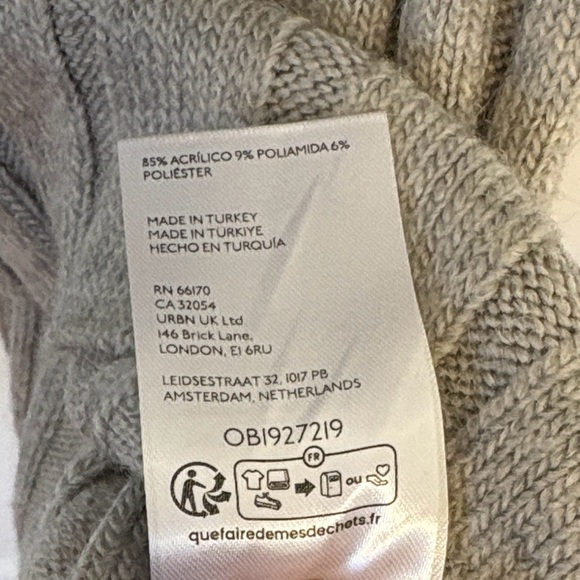 85% ACRÍLICO 9% POLIAMIDA 6%
POLIÉSTER
MADE IN TURKEY
MADE IN TÜRKIYE
HECHO EN TURQUÍA
RN 66170
CA 32054
URBN UK Ltd
146 Brick Lane,
LONDON, E1 6RU
LEIDSESTRAAT 32, 1017 PB
AMSTERDAM, NETHERLANDS
OB1927219
FR
ou
quefairedemesdechets.fr